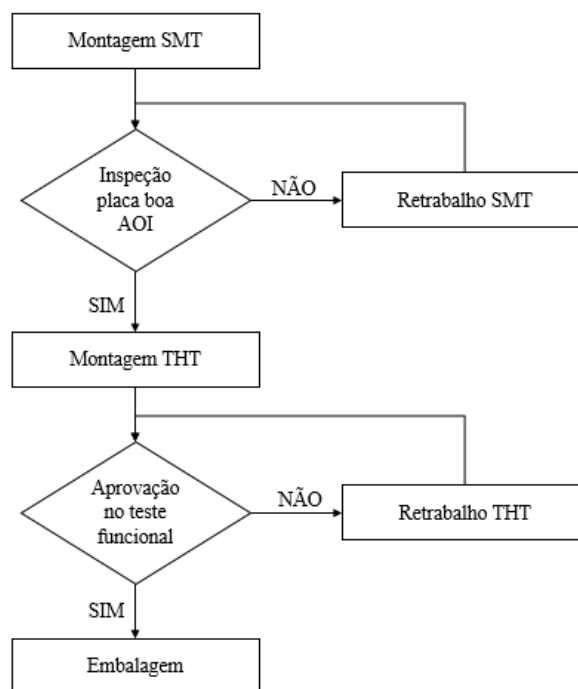 Montagem SMT
Inspeção
placa boa
AOI
NÃO
Retrabalho SMT
SIM
Montagem THT
Aprovação
no teste
funcional
NÃO
Retrabalho THT
SIM
Embalagem